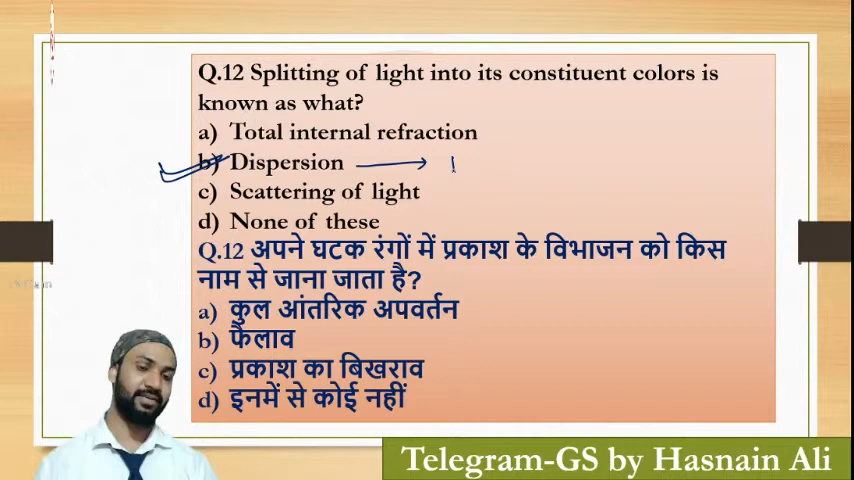 Q.12 Splitting of light into its constituent colors is
known as what?
a) Total internal refraction
b) Dispersion
c) Scattering of light
d) None of these
Q.12 अपने घटक रंगों में प्रकाश के विभाजन को किस
नाम से जाना जाता है?
a) कुल आंतरिक अपवर्तन
b) फैलाव
c) प्रकाश का बिखराव
d) इनमें से कोई नहीं
Telegram-GS by Hasnain Ali